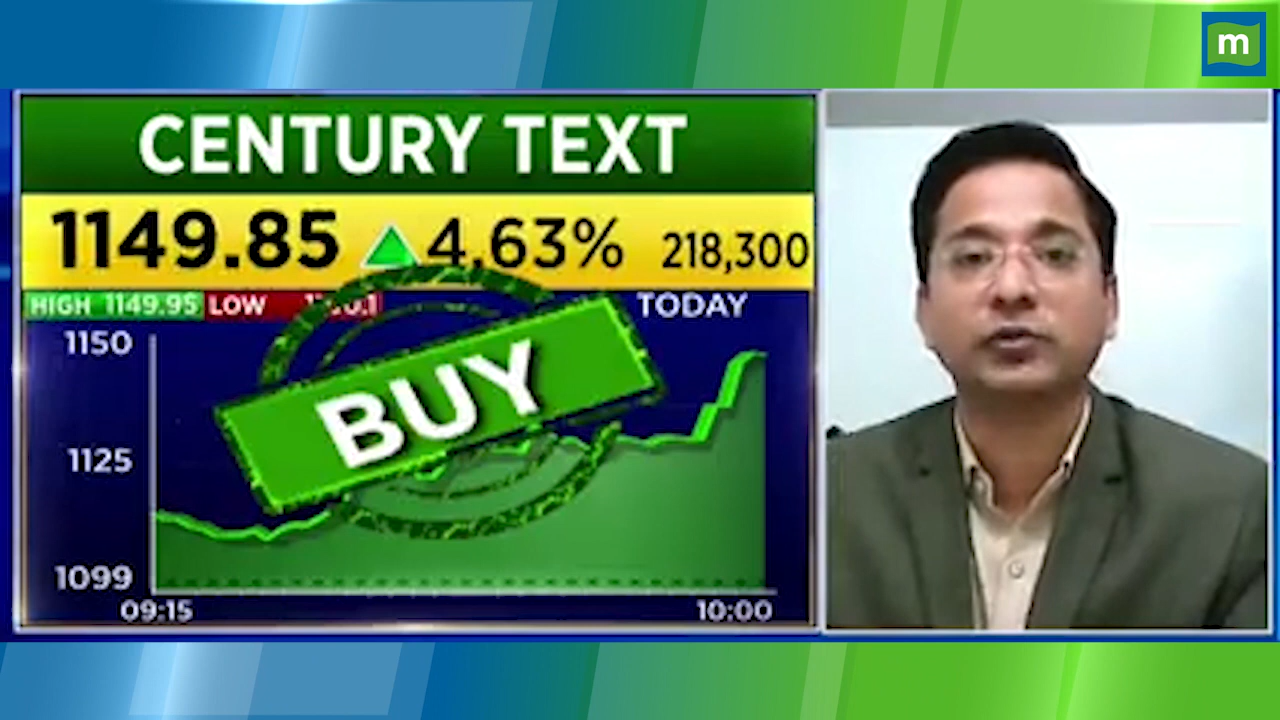 m
CENTURY TEXT
1149.85 4.63% 218,300
HIGH 1149.95 LOW
TODAY
BUY
1150
1125
1099
09:15 10:00